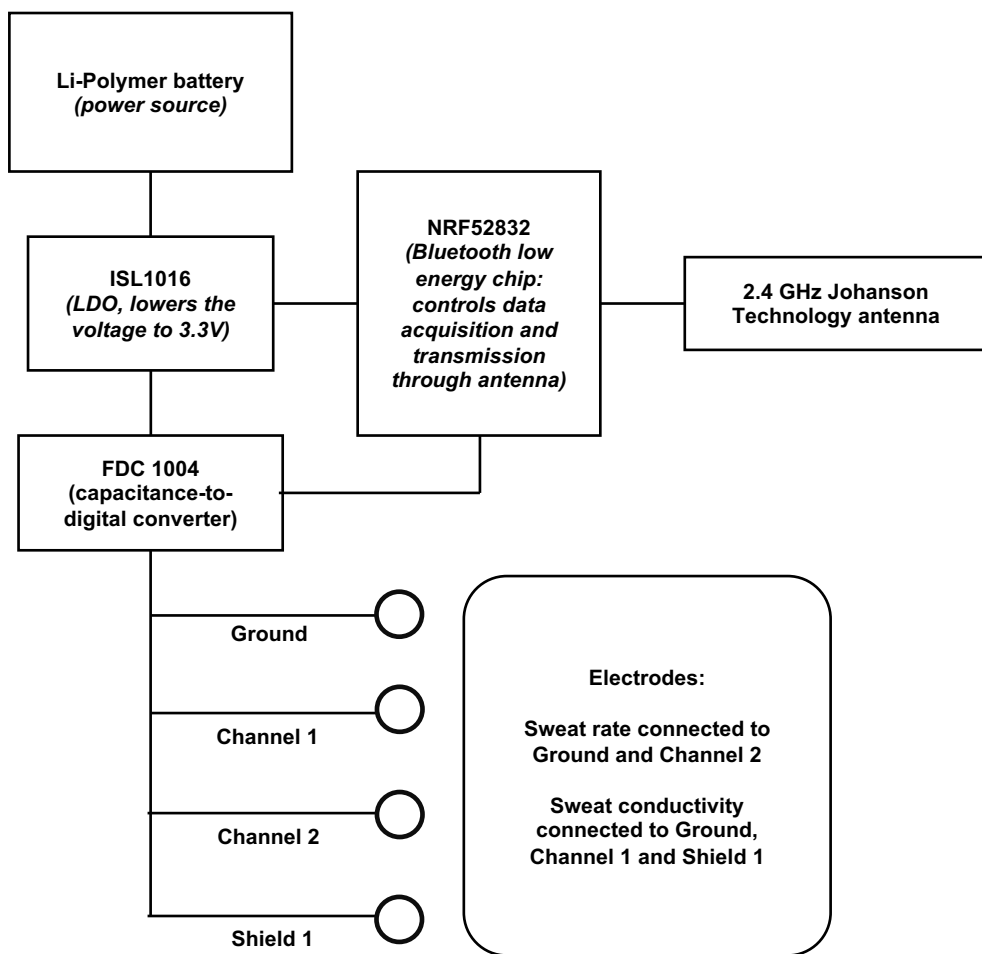 Li-Polymer battery
(power source)
ISL1016
(LDO, lowers the
voltage to 3.3V)
NRF52832
(Bluetooth low
energy chip:
controls data
acquisition and
transmission
through antenna)
2.4 GHz Johanson
Technology antenna
FDC 1004
(capacitance-to-
digital converter)
Ground
Channel 1
Channel 2
Shield 1
Electrodes:
Sweat rate connected to
Ground and Channel 2
Sweat conductivity
connected to Ground,
Channel 1 and Shield 1